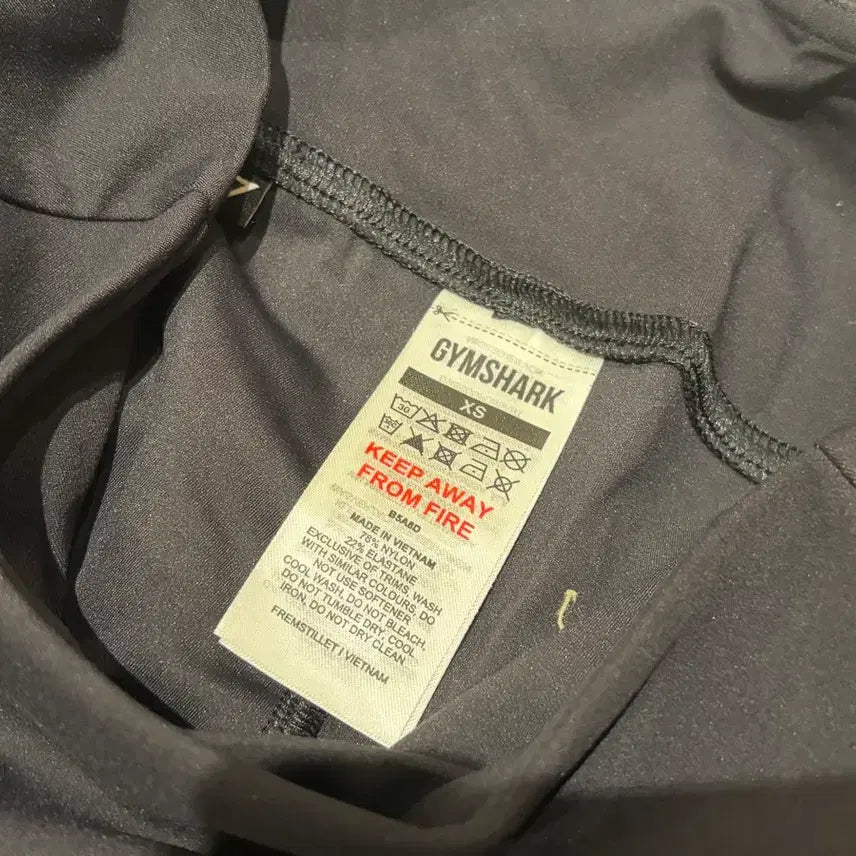 GYMSHARK
XS
30
KEEP AWAY
FROM FIRE
B5A8D
MADE IN VIETNAM
78% NYLON
22% ELASTANE
EXCLUSIVE OF TRIMS, WASH
WITH SIMILAR COLOURS, DO
NOT USE SOFTENER
COOL WASH, DO NOT BLEACH,
DO NOT TUMBLE DRY, COOL
IRON, DO NOT DRY CLEAN
FREMSTILLET I VIETNAM